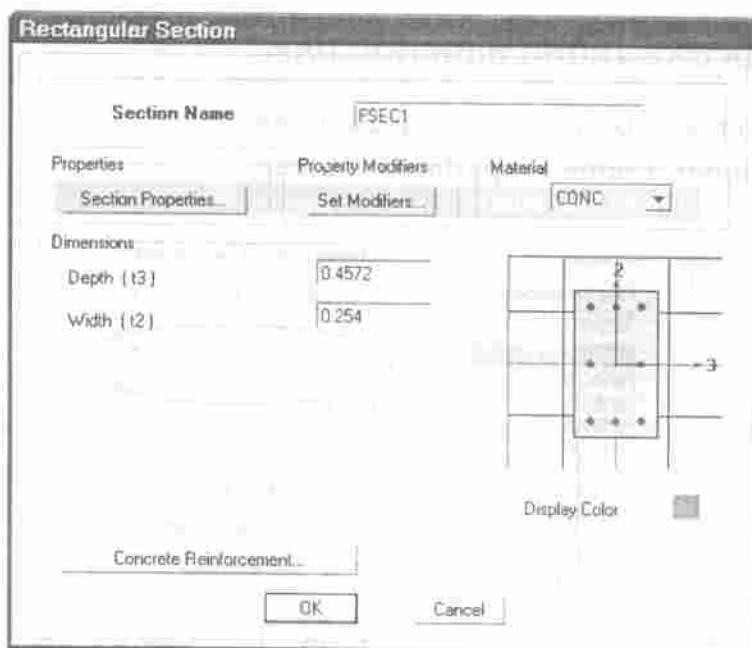 Rectangular Section
Section Name FSEC1
Properties Property Modifiers Material
Section Properties... Set Modifiers... CONC
Dimensions
Depth ( t3 ) 0.4572
Width ( t2 ) 0.254
2
3
Display Color
Concrete Reinforcement...
OK Cancel